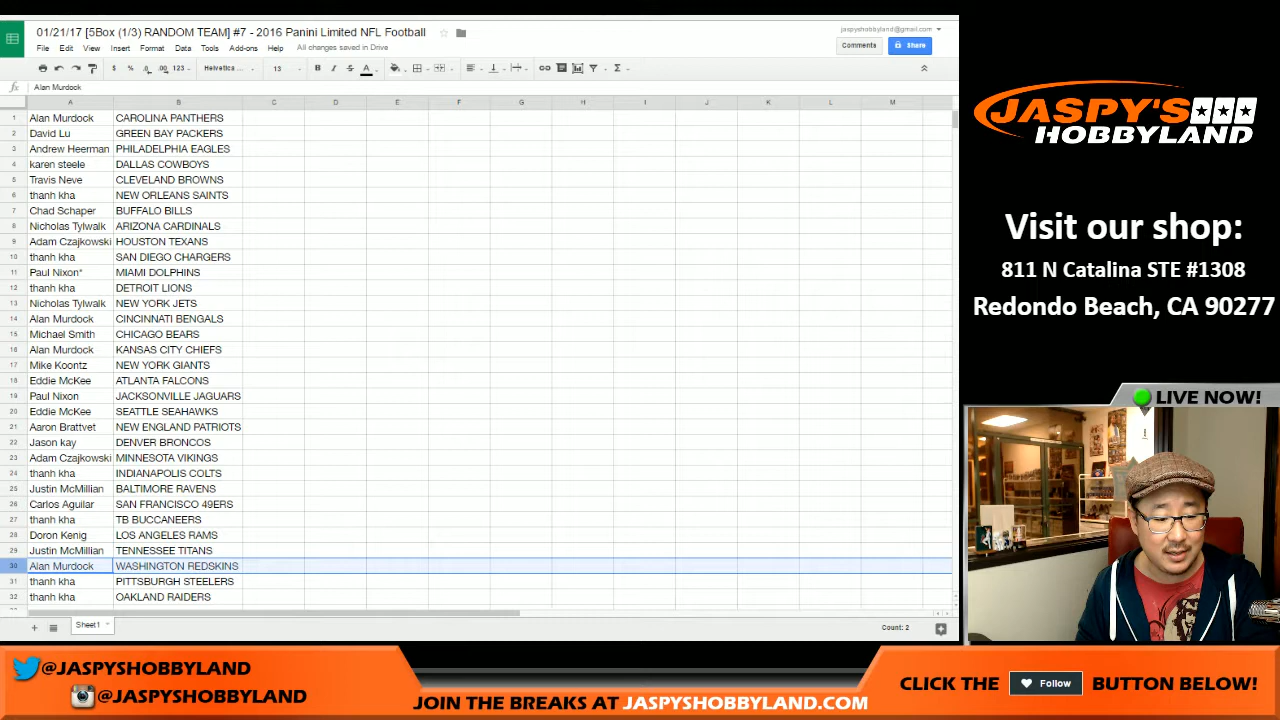 01/21/17 [5Box (1/3) RANDOM TEAM] #7 - 2016 Panini Limited NFL Football
jaspyshobbyland@gmail.com
File Edit View Insert Format Data Tools Add-ons Help All changes saved in Drive
Comments Share
$ % .0 .00 123 Helvetica... 13 B I S A Σ
fx Alan Murdock
A B C D E F G H I J K L M
1 Alan Murdock CAROLINA PANTHERS
2 David Lu GREEN BAY PACKERS
3 Andrew Heerman PHILADELPHIA EAGLES
4 karen steele DALLAS COWBOYS
5 Travis Neve CLEVELAND BROWNS
6 thanh kha NEW ORLEANS SAINTS
7 Chad Schaper BUFFALO BILLS
8 Nicholas Tylwalk ARIZONA CARDINALS
9 Adam Czajkowski HOUSTON TEXANS
10 thanh kha SAN DIEGO CHARGERS
11 Paul Nixon* MIAMI DOLPHINS
12 thanh kha DETROIT LIONS
13 Nicholas Tylwalk NEW YORK JETS
14 Alan Murdock CINCINNATI BENGALS
15 Michael Smith CHICAGO BEARS
16 Alan Murdock KANSAS CITY CHIEFS
17 Mike Koontz NEW YORK GIANTS
18 Eddie McKee ATLANTA FALCONS
19 Paul Nixon JACKSONVILLE JAGUARS
20 Eddie McKee SEATTLE SEAHAWKS
21 Aaron Brattvet NEW ENGLAND PATRIOTS
22 Jason kay DENVER BRONCOS
23 Adam Czajkowski MINNESOTA VIKINGS
24 thanh kha INDIANAPOLIS COLTS
25 Justin McMillian BALTIMORE RAVENS
26 Carlos Aguilar SAN FRANCISCO 49ERS
27 thanh kha TB BUCCANEERS
28 Doron Kenig LOS ANGELES RAMS
29 Justin McMillian TENNESSEE TITANS
30 Alan Murdock WASHINGTON REDSKINS
31 thanh kha PITTSBURGH STEELERS
32 thanh kha OAKLAND RAIDERS
Sheet1
Count: 2
JASPY'S
HOBBYLAND
Visit our shop:
811 N Catalina STE #1308
Redondo Beach, CA 90277
LIVE NOW!
@JASPYSHOBBYLAND
@JASPYSHOBBYLAND
JOIN THE BREAKS AT JASPYSHOBBYLAND.COM
CLICK THE Follow BUTTON BELOW!